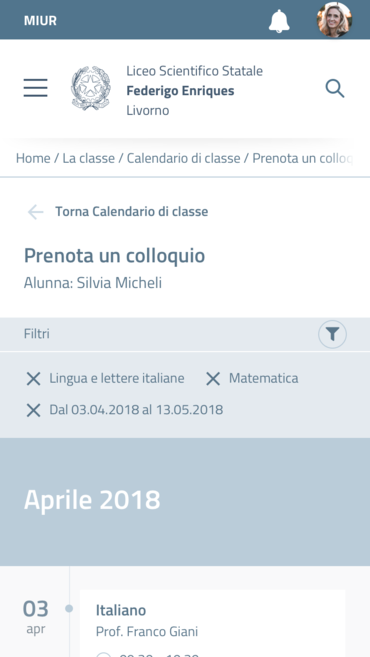 MIUR
Liceo Scientifico Statale
Federigo Enriques
Livorno
Home / La classe / Calendario di classe / Prenota un colloq
Torna Calendario di classe
Prenota un colloquio
Alunna: Silvia Micheli
Filtri
Lingua e lettere italiane Matematica
Dal 03.04.2018 al 13.05.2018
Aprile 2018
03
apr
Italiano
Prof. Franco Giani